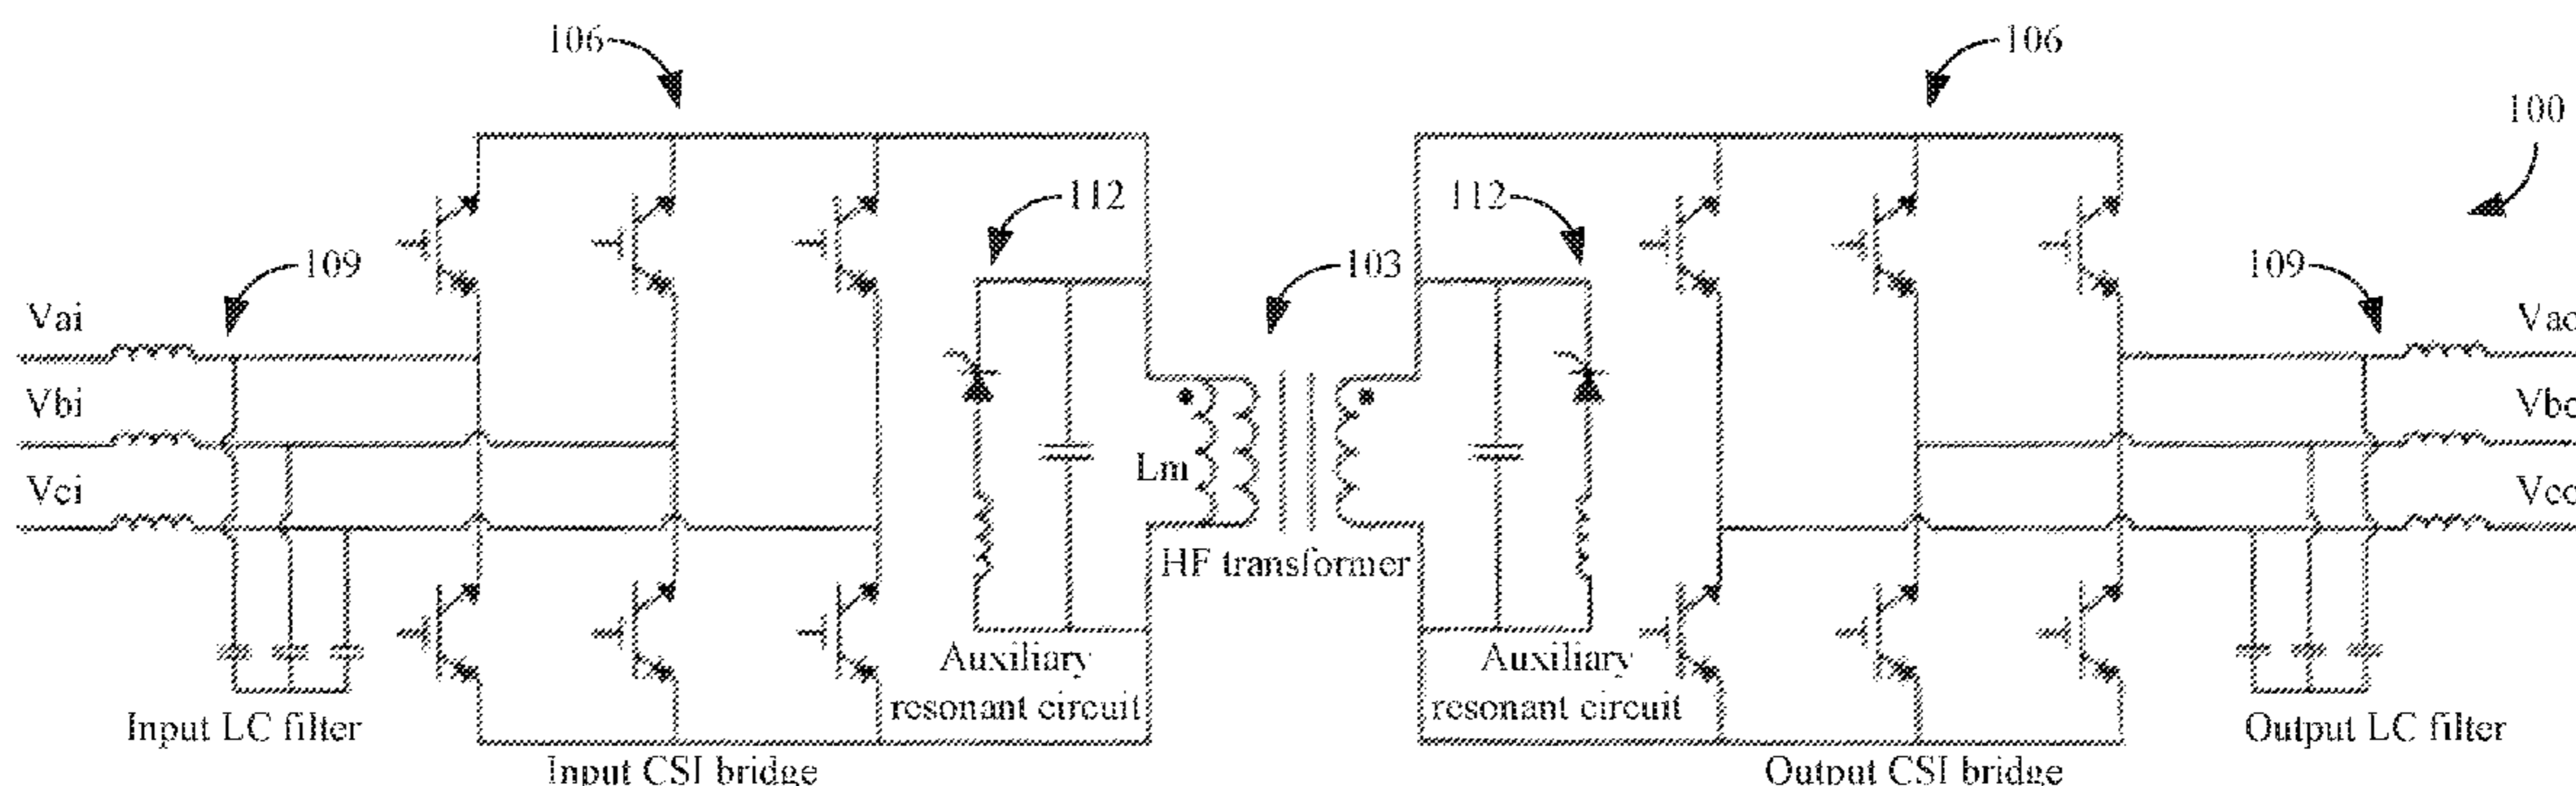 106
106
100
112
112
109
103
109
Vai
Vbi
Vci
Lm
HF transformer
Auxiliary
resonant circuit
Auxiliary
resonant circuit
Input LC filter
Output LC filter
Input CSI bridge
Output CSI bridge